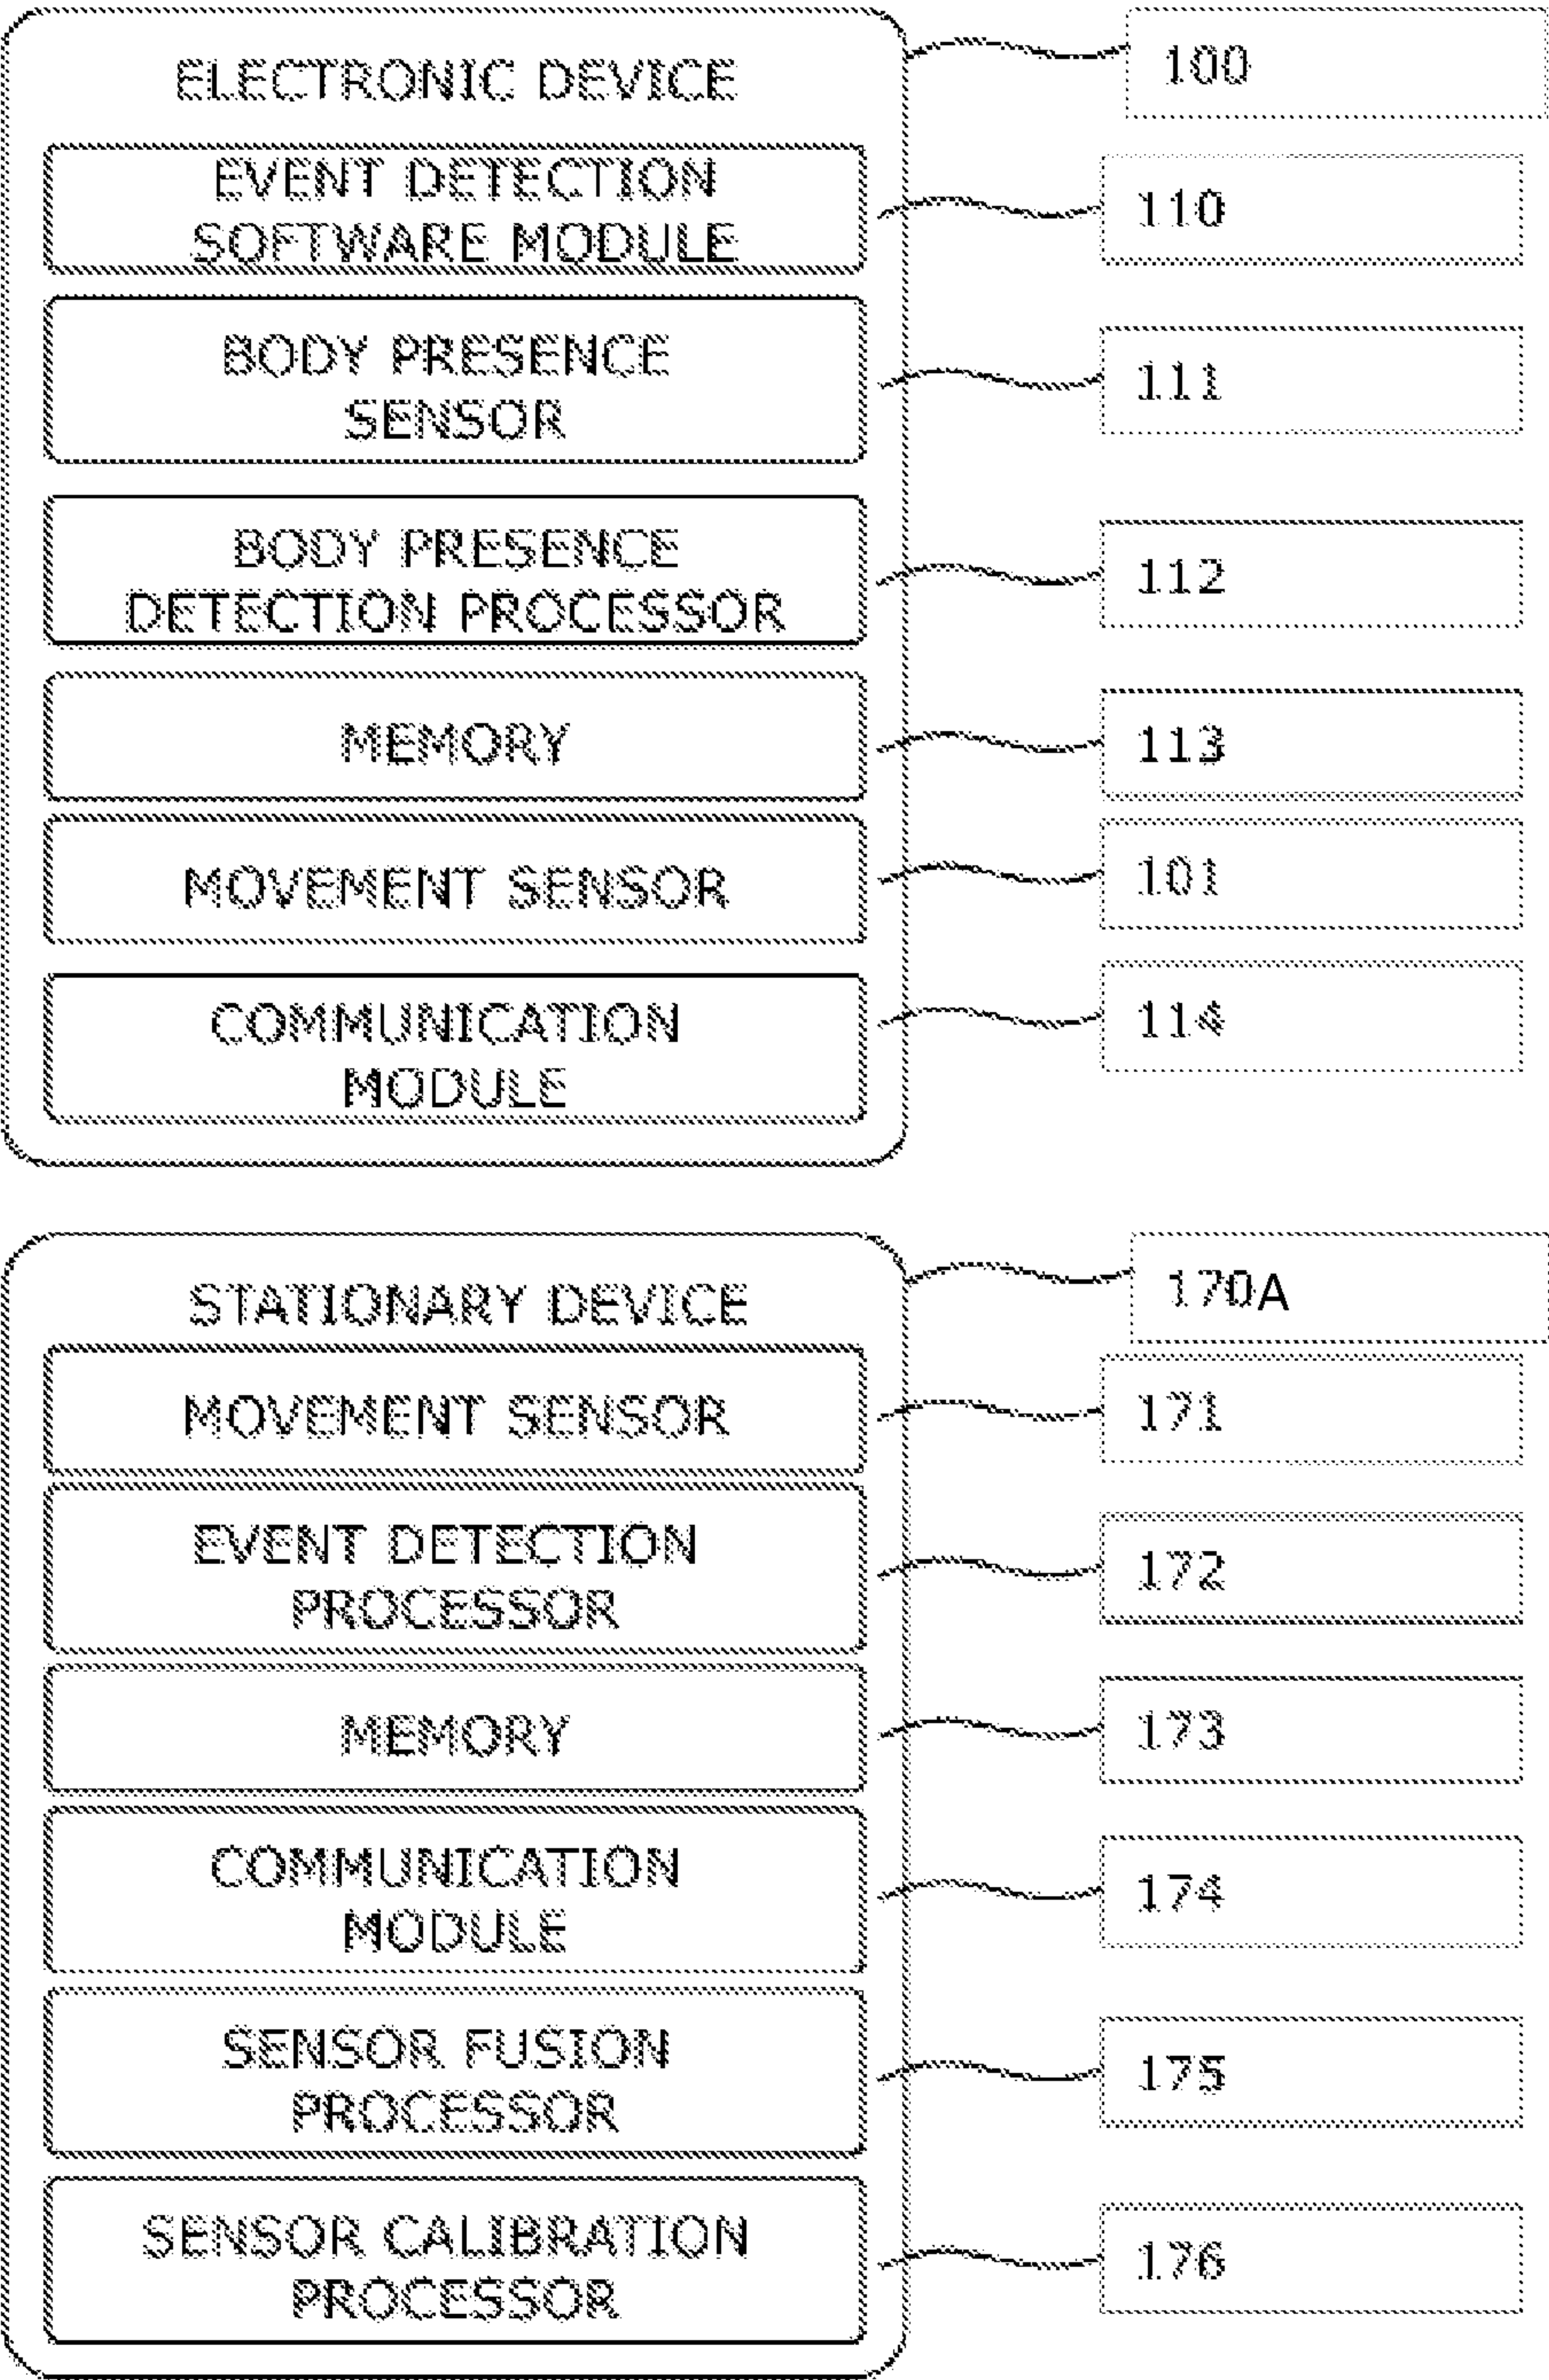 ELECTRONIC DEVICE
100
EVENT DETECTION
SOFTWARE MODULE
110
BODY PRESENCE
SENSOR
111
BODY PRESENCE
DETECTION PROCESSOR
112
MEMORY
113
MOVEMENT SENSOR
101
COMMUNICATION
MODULE
114
STATIONARY DEVICE
170A
MOVEMENT SENSOR
171
EVENT DETECTION
PROCESSOR
172
MEMORY
173
COMMUNICATION
MODULE
174
SENSOR FUSION
PROCESSOR
175
SENSOR CALIBRATION
PROCESSOR
176